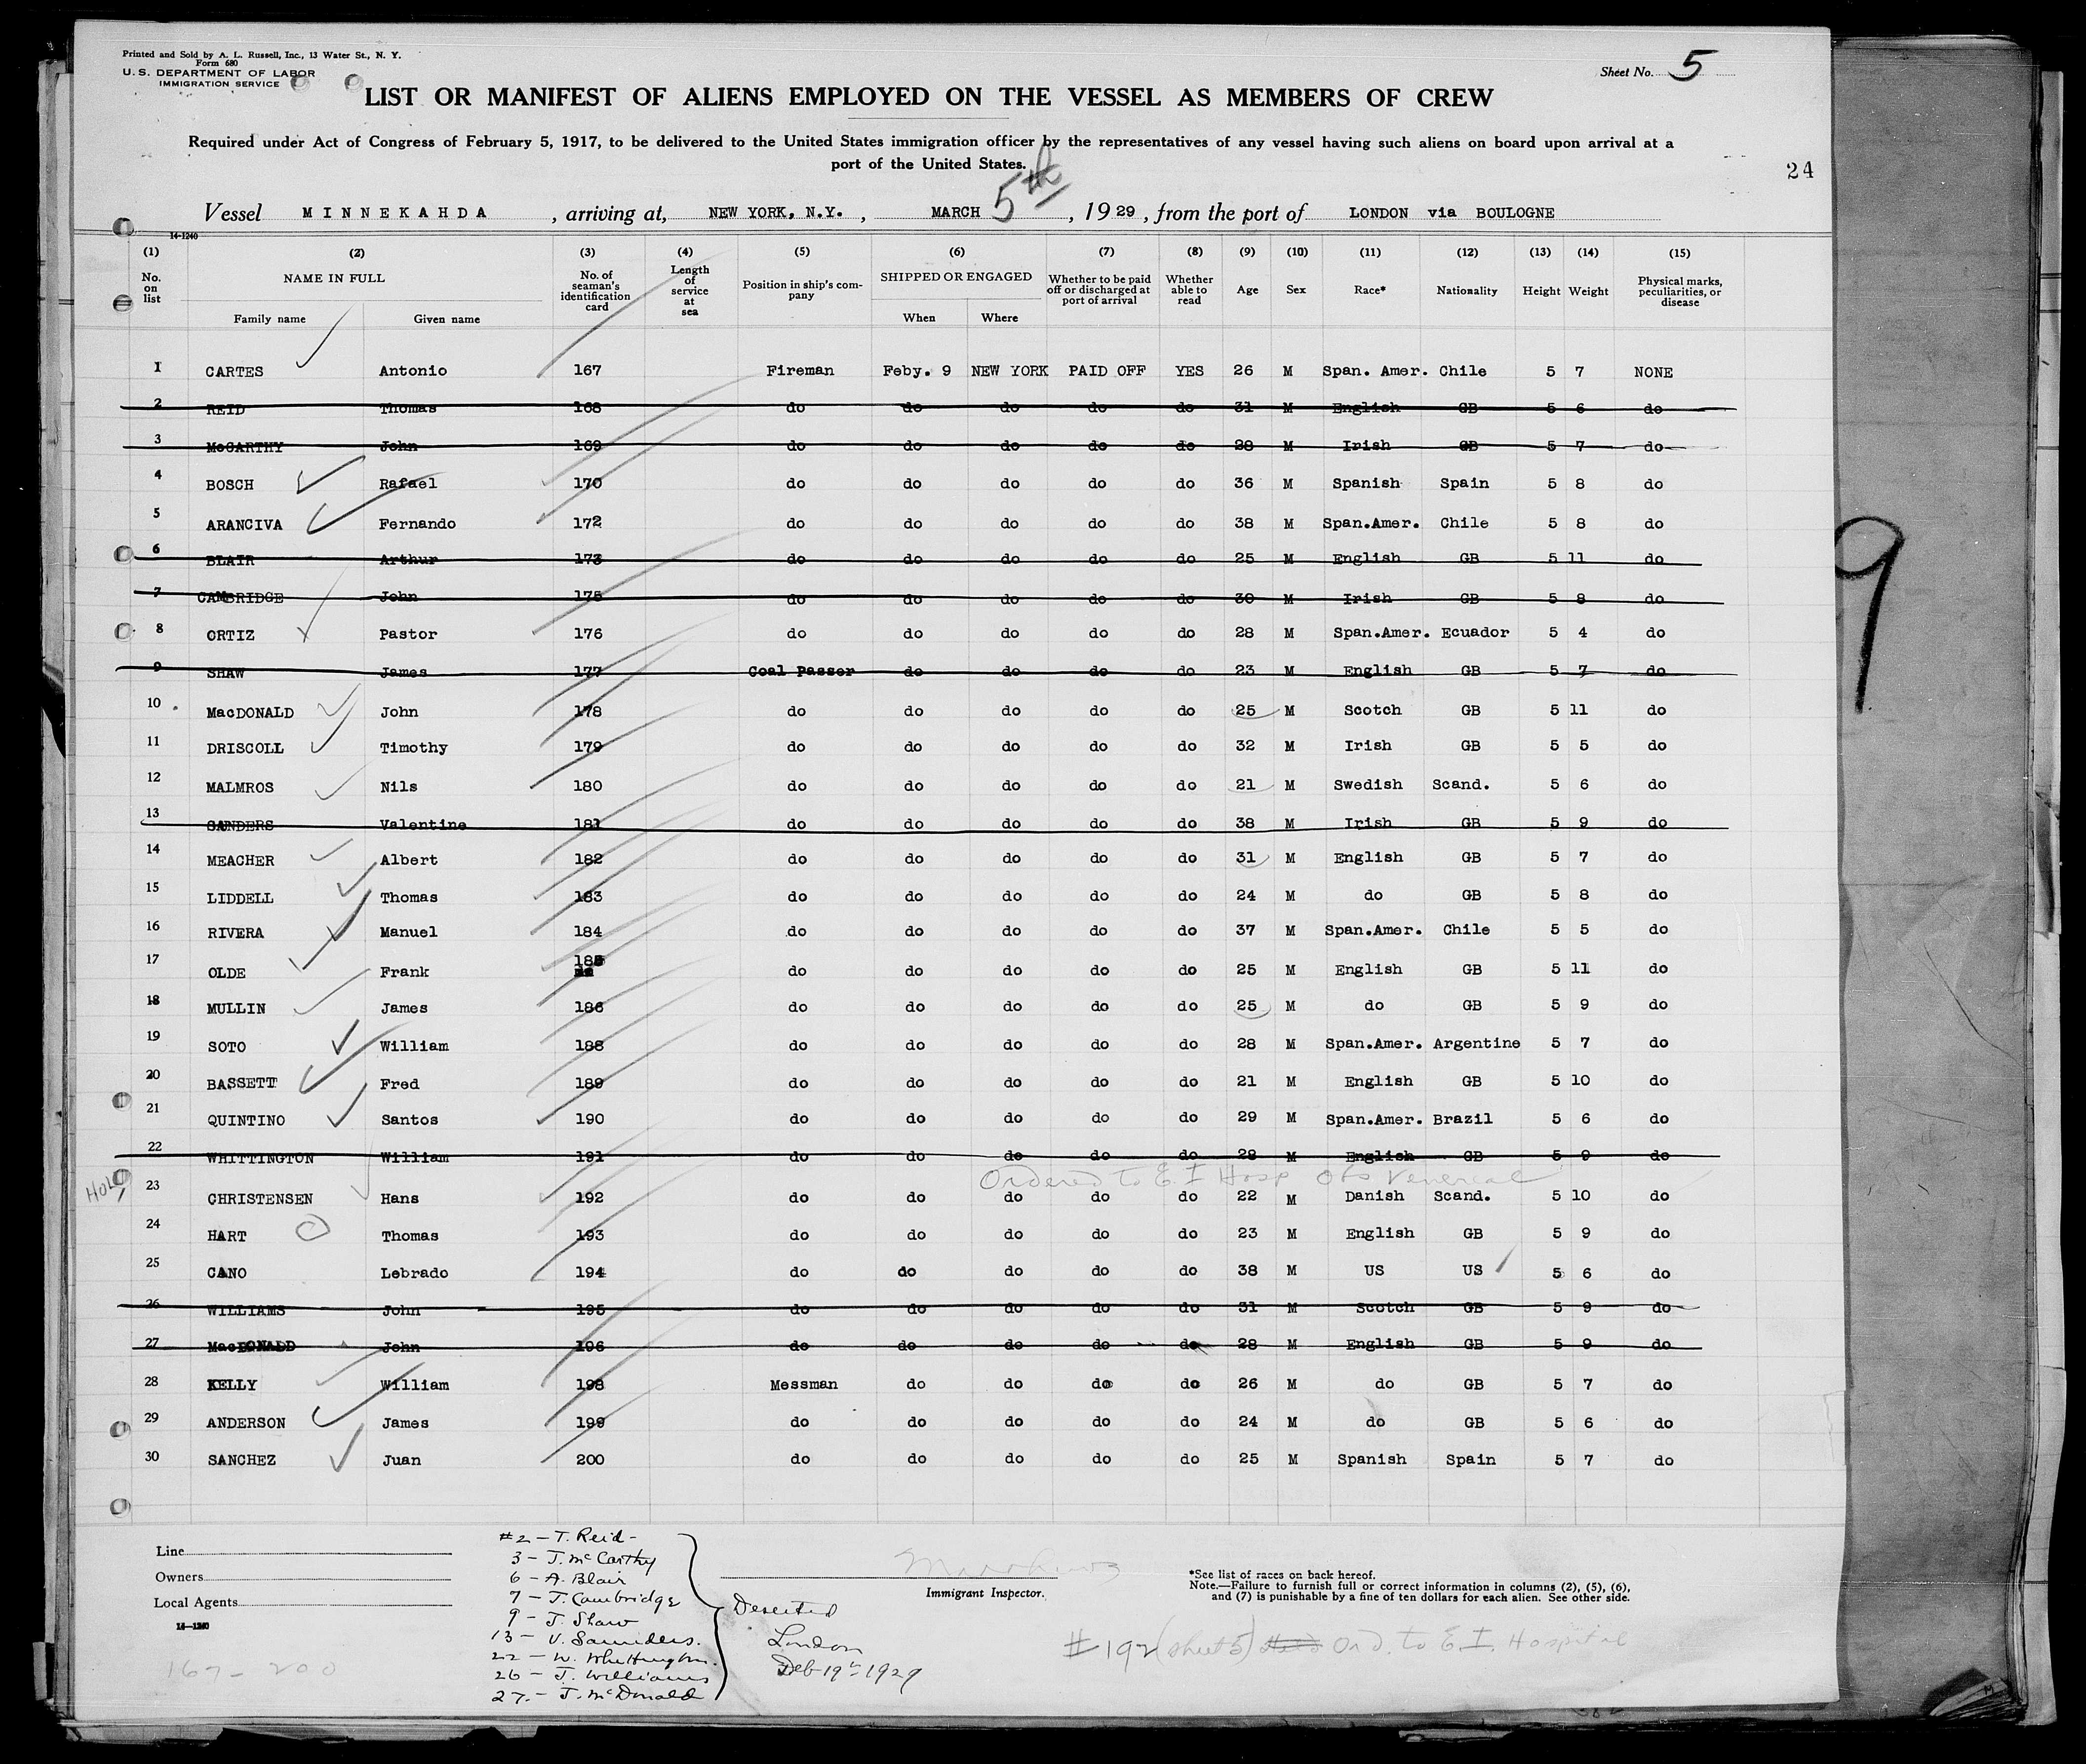 Printed and Sold by A. L. Russell, Inc., 13 Water St., N. Y.
Form 680
U. S. DEPARTMENT OF LABOR
IMMIGRATION SERVICE
Sheet No. 5
LIST OR MANIFEST OF ALIENS EMPLOYED ON THE VESSEL AS MEMBERS OF CREW
Required under Act of Congress of February 5, 1917, to be delivered to the United States immigration officer by the representatives of any vessel having such aliens on board upon arrival at a
port of the United States.
24
Vessel MINNEKAHDA , arriving at, NEW YORK, N.Y. , MARCH 5th , 1929 , from the port of LONDON via BOULOGNE
14-1240
(1) (2) (3) (4) (5) (6) (7) (8) (9) (10) (11) (12) (13) (14) (15)
No. on list NAME IN FULL Family name Given name No. of seaman's identification card Length of service at sea Position in ship's company SHIPPED OR ENGAGED When Where Whether to be paid off or discharged at port of arrival Whether able to read Age Sex Race* Nationality Height Weight Physical marks, peculiarities, or disease
1 CARTES Antonio 167 Fireman Feby. 9 NEW YORK PAID OFF YES 26 M Span. Amer. Chile 5 7 NONE
2 REID Thomas 168 do do do do do 31 M English GB 5 6 do
3 McCARTHY John 169 do do do do do 28 M Irish GB 5 7 do
4 BOSCH Rafael 170 do do do do do 36 M Spanish Spain 5 8 do
5 ARANCIVA Fernando 172 do do do do do 38 M Span.Amer. Chile 5 8 do
6 BLAIR Arthur 173 do do do do do 25 M English GB 5 11 do
7 CAMBRIDGE John 175 do do do do do 30 M Irish GB 5 8 do
8 ORTIZ Pastor 176 do do do do do 28 M Span.Amer. Ecuador 5 4 do
9 SHAW James 177 Coal Passer do do do do 23 M English GB 5 7 do
10 MacDONALD John 178 do do do do do 25 M Scotch GB 5 11 do
11 DRISCOLL Timothy 179 do do do do do 32 M Irish GB 5 5 do
12 MALMROS Nils 180 do do do do do 21 M Swedish Scand. 5 6 do
13 SANDERS Valentine 181 do do do do do 38 M Irish GB 5 9 do
14 MEACHER Albert 182 do do do do do 31 M English GB 5 7 do
15 LIDDELL Thomas 183 do do do do do 24 M do GB 5 8 do
16 RIVERA Manuel 184 do do do do do 37 M Span.Amer. Chile 5 5 do
17 OLDE Frank 185 do do do do do 25 M English GB 5 11 do
18 MULLIN James 186 do do do do do 25 M do GB 5 9 do
19 SOTO William 188 do do do do do 28 M Span.Amer. Argentine 5 7 do
20 BASSETT Fred 189 do do do do do 21 M English GB 5 10 do
21 QUINTINO Santos 190 do do do do do 29 M Span.Amer. Brazil 5 6 do
22 WHITTINGTON William 191 do do do do do 28 M English GB 5 9 do
Ordered to E I Hosp Obs Venereal
HOLD 23 CHRISTENSEN Hans 192 do do do do do 22 M Danish Scand. 5 10 do
24 HART Thomas 193 do do do do do 23 M English GB 5 9 do
25 CANO Lebrado 194 do do do do do 38 M US US 5 6 do
26 WILLIAMS John 195 do do do do do 31 M Scotch GB 5 9 do
27 MacDONADD John 196 do do do do do 28 M English GB 5 9 do
28 KELLY William 198 Messman do do do do 26 M do GB 5 7 do
29 ANDERSON James 199 do do do do do 24 M do GB 5 6 do
30 SANCHEZ Juan 200 do do do do do 25 M Spanish Spain 5 7 do
Line
Owners
Local Agents
14-1240
167-200
#2 - T. Reid -
3 - J. McCarthy
6 - A. Blair
7 - J. Cambridge
9 - J. Shaw
13 - V. Saunders.
22 - W. Whittington.
26 - J. Williams
27. - J. McDonald
Deserted
London
Feb 19th 1929
Immigrant Inspector.
*See list of races on back hereof.
Note.—Failure to furnish full or correct information in columns (2), (5), (6),
and (7) is punishable by a fine of ten dollars for each alien. See other side.
#192 (sheet 5) Ord. to E. I. Hospital
9